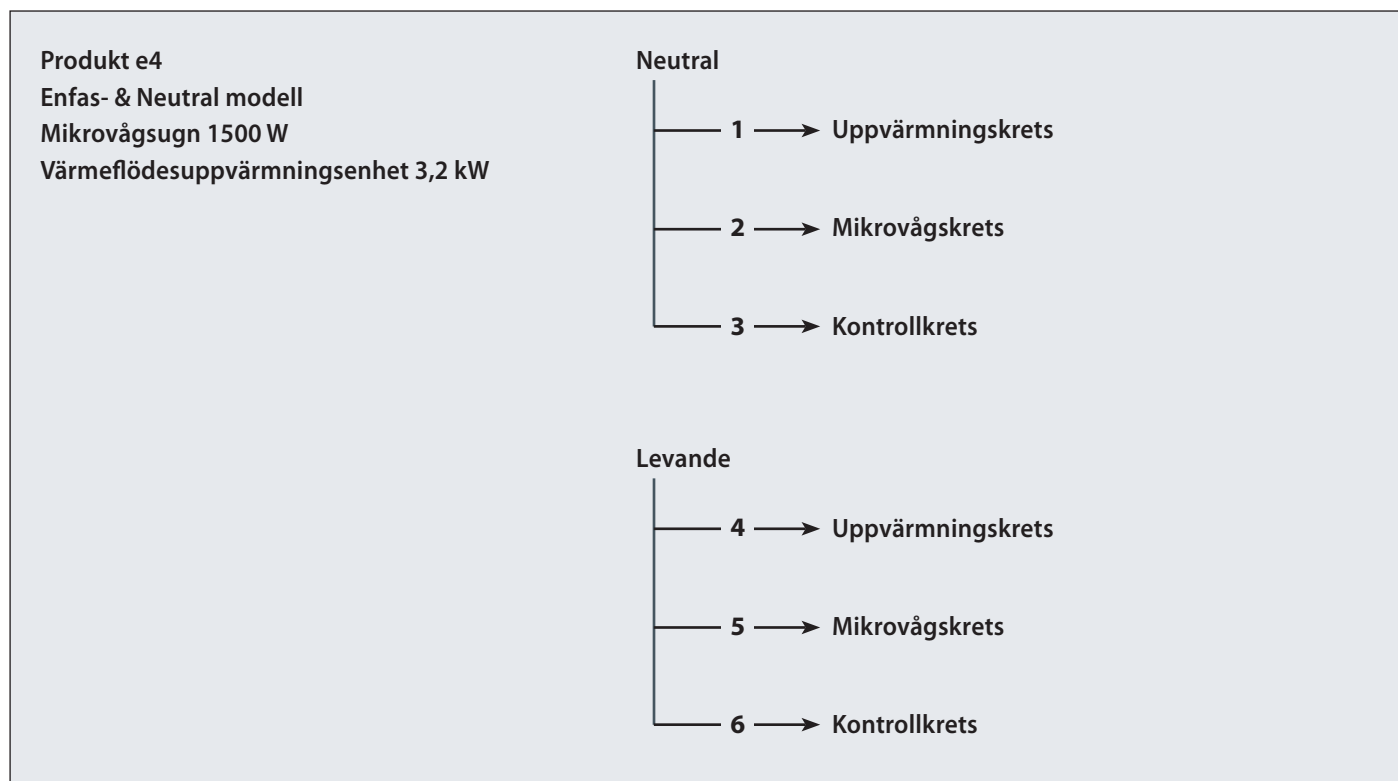 Produkt e4
Enfas- & Neutral modell
Mikrovågsugn 1500 W
Värmeflödesuppvärmningsenhet 3,2 kW
Neutral
1 Uppvärmningskrets
2 Mikrovågskrets
3 Kontrollkrets
Levande
4 Uppvärmningskrets
5 Mikrovågskrets
6 Kontrollkrets